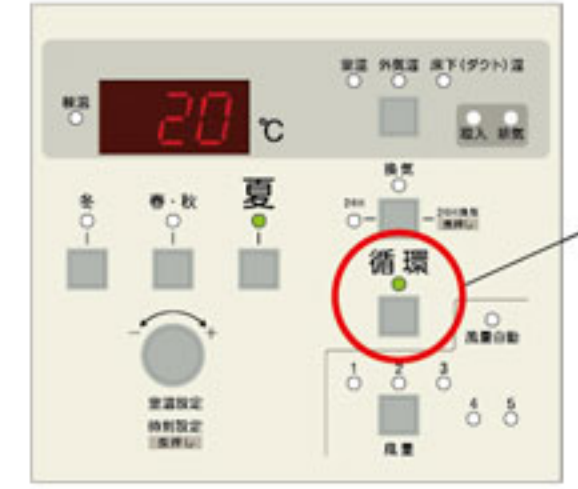 室温 外気温 床下(ダクト)温
検温
20 ℃
取入 排気
換気
24H
24H換気
長押し
冬 春・秋 夏
循環
風量自動
- +
1 2 3
4 5
室温設定
時刻設定
長押し
風量